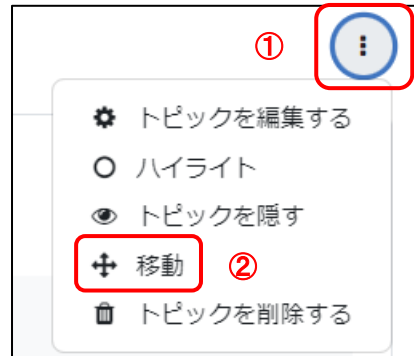 ①
トピックを編集する
ハイライト
トピックを隠す
移動 ②
トピックを削除する